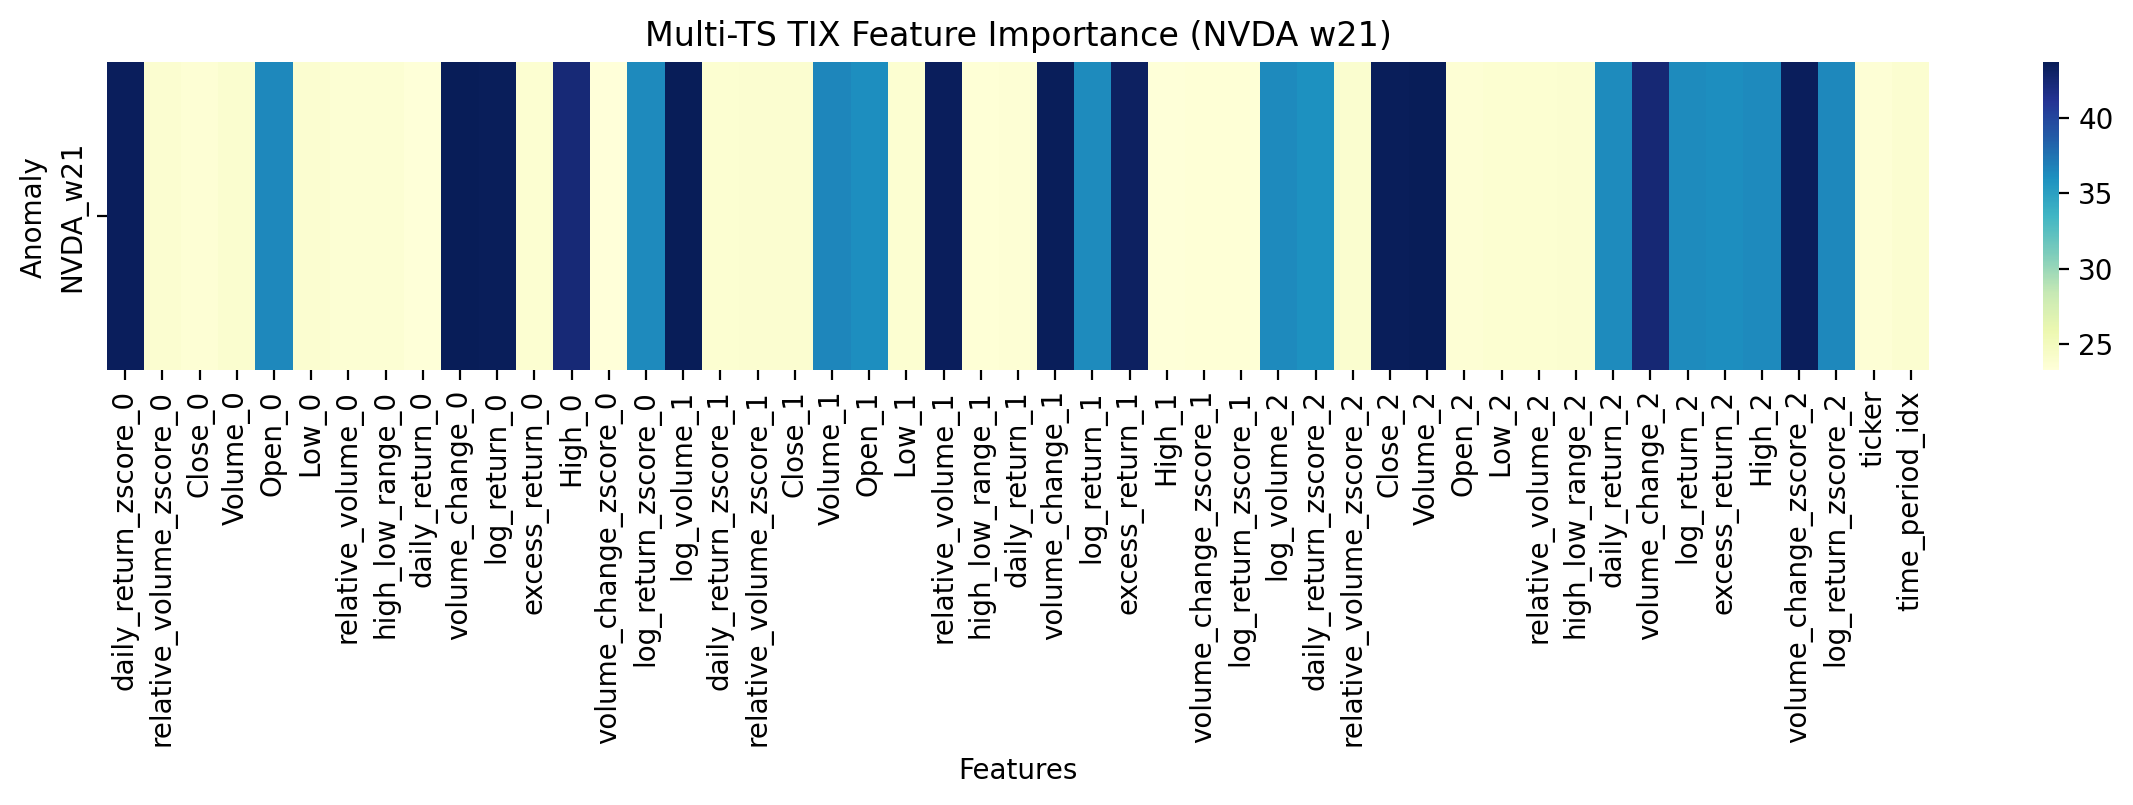 Multi-TS TIX Feature Importance (NVDA w21)
Anomaly
NVDA_w21
40
35
30
25
daily_return_zscore_0
relative_volume_zscore_0
Close_0
Volume_0
Open_0
Low_0
relative_volume_0
high_low_range_0
daily_return_0
volume_change_0
log_return_0
excess_return_0
High_0
volume_change_zscore_0
log_return_zscore_0
log_volume_1
daily_return_zscore_1
relative_volume_zscore_1
Close_1
Volume_1
Open_1
Low_1
relative_volume_1
high_low_range_1
daily_return_1
volume_change_1
log_return_1
excess_return_1
High_1
volume_change_zscore_1
log_return_zscore_1
log_volume_2
daily_return_zscore_2
relative_volume_zscore_2
Close_2
Volume_2
Open_2
Low_2
relative_volume_2
high_low_range_2
daily_return_2
volume_change_2
log_return_2
excess_return_2
High_2
volume_change_zscore_2
log_return_zscore_2
ticker
time_period_idx
Features